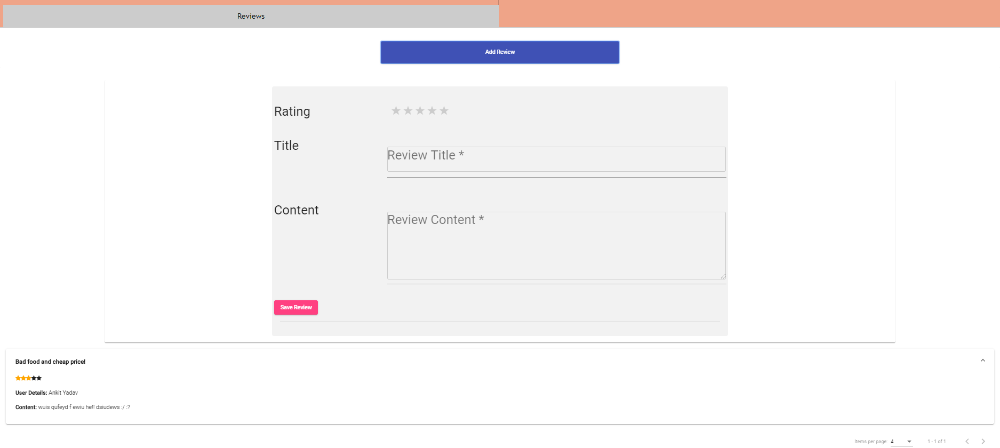 Reviews
Add Review
Rating
Title
Review Title *
Content
Review Content *
Save Review
Bad food and cheap price!
User Details: Ankit Yadav
Content: wuis qufeyd f ewiu he!! dsiudews :/ :?
Items per page: 4 1 - 1 of 1